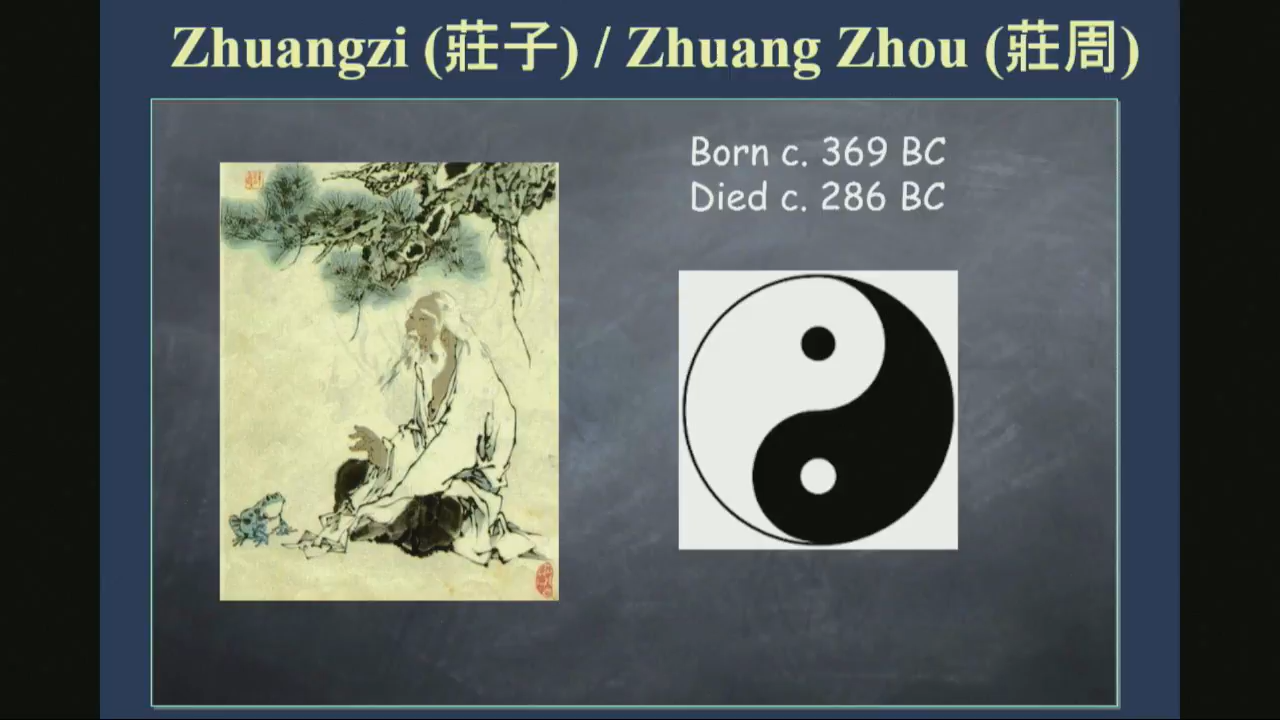 Zhuangzi (莊子) / Zhuang Zhou (莊周)
Born c. 369 BC
Died c. 286 BC